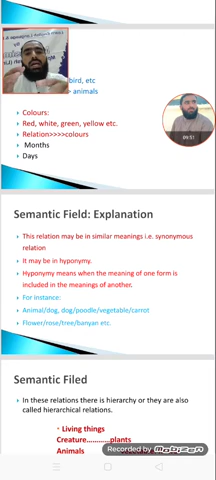 bird, etc
> animals
09:51
Colours:
Red, white, green, yellow etc.
Relation>>>>colours
Months
Days
Semantic Field: Explanation
This relation may be in similar meanings i.e. synonymous
relation
It may be in hyponymy.
Hyponymy means when the meaning of one form is
included in the meanings of another.
For instance:
Animal/dog, dog/poodle/vegetable/carrot
Flower/rose/tree/banyan etc.
Semantic Filed
In these relations there is hierarchy or they are also
called hierarchical relations.
* Living things
Creature............plants
Animals
Recorded by Mobizen